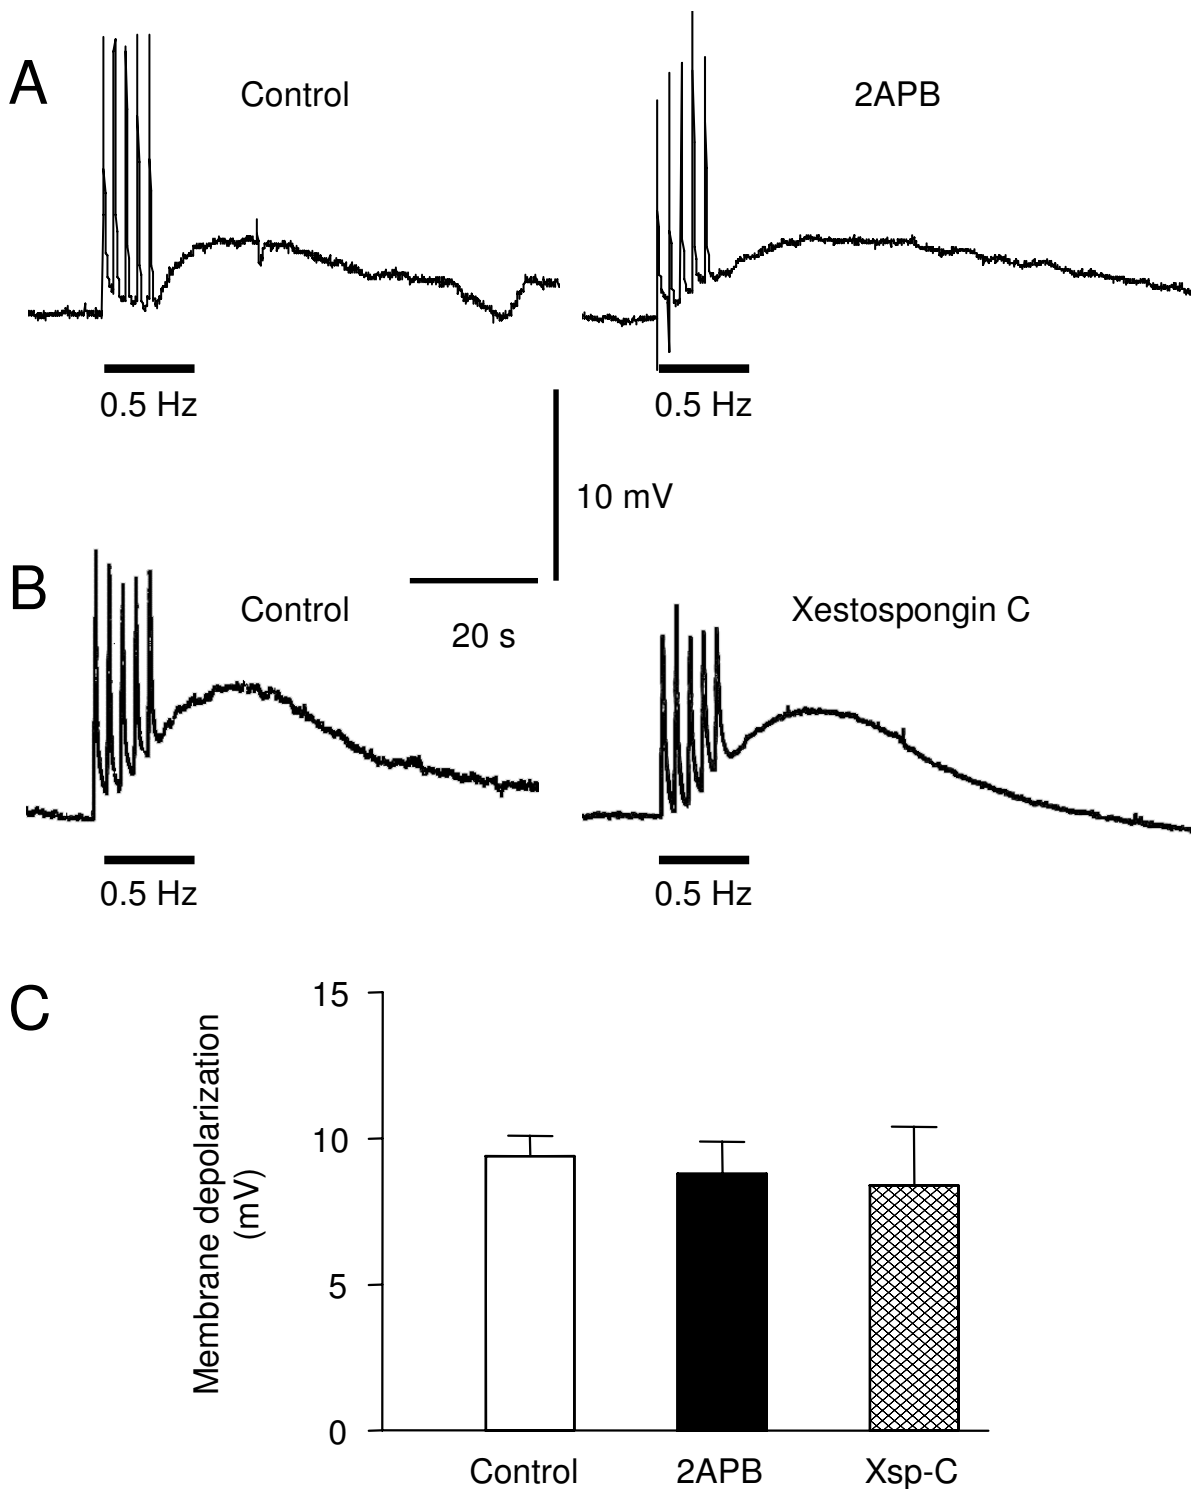 A
Control
2APB
0.5 Hz
0.5 Hz
10 mV
B
Control
20 s
Xestospongin C
0.5 Hz
0.5 Hz
C
Membrane depolarization
(mV)
15
10
5
0
Control
2APB
Xsp-C